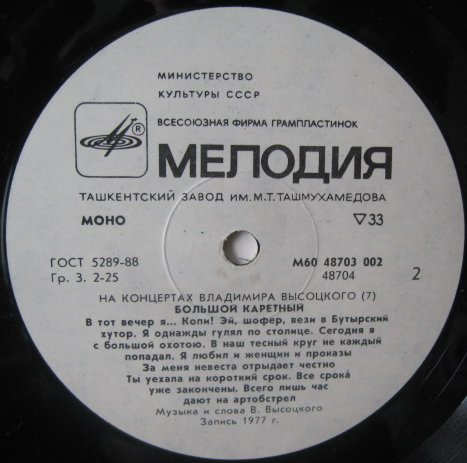 МИНИСТЕРСТВО
КУЛЬТУРЫ СССР
ВСЕСОЮЗНАЯ ФИРМА ГРАМПЛАСТИНОК
®
МЕЛОДИЯ
ТАШКЕНТСКИЙ ЗАВОД ИМ. М.Т. ТАШМУХАМЕДОВА
МОНО ▽33
ГОСТ 5289-88 М60 48703 002
Гр. 3. 2-25 48704 2
НА КОНЦЕРТАХ ВЛАДИМИРА ВЫСОЦКОГО (7)
БОЛЬШОЙ КАРЕТНЫЙ
В тот вечер я... Копи! Эй, шофёр, вези в Бутырский
хутор. Я однажды гулял по столице. Сегодня я
с большой охотою. В наш тесный круг не каждый
попадал. Я любил и женщин и проказы
За меня невеста отрыдает честно
Ты уехала на короткий срок. Все срока́
уже закончены. Всего лишь час
дают на артобстрел
Музыка и слова В. Высоцкого
Запись 1977 г.